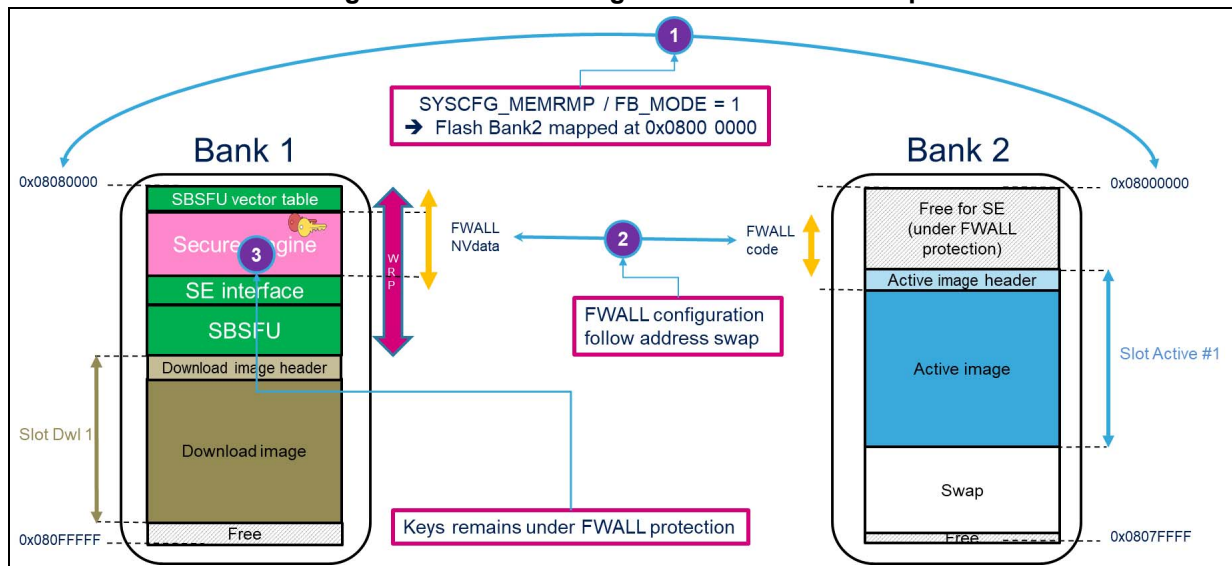 1
SYSCFG_MEMRMP / FB_MODE = 1
➔ Flash Bank2 mapped at 0x0800 0000
Bank 1
Bank 2
0x08080000
0x08000000
SBSFU vector table
Secure Engine
3
SE interface
SBSFU
Download image header
Download image
Free
WRP
FWALL
NVdata
2
FWALL
code
FWALL configuration
follow address swap
Free for SE
(under FWALL
protection)
Active image header
Active image
Swap
Free
Slot Active #1
Slot Dwl 1
Keys remains under FWALL protection
0x080FFFFF
0x0807FFFF